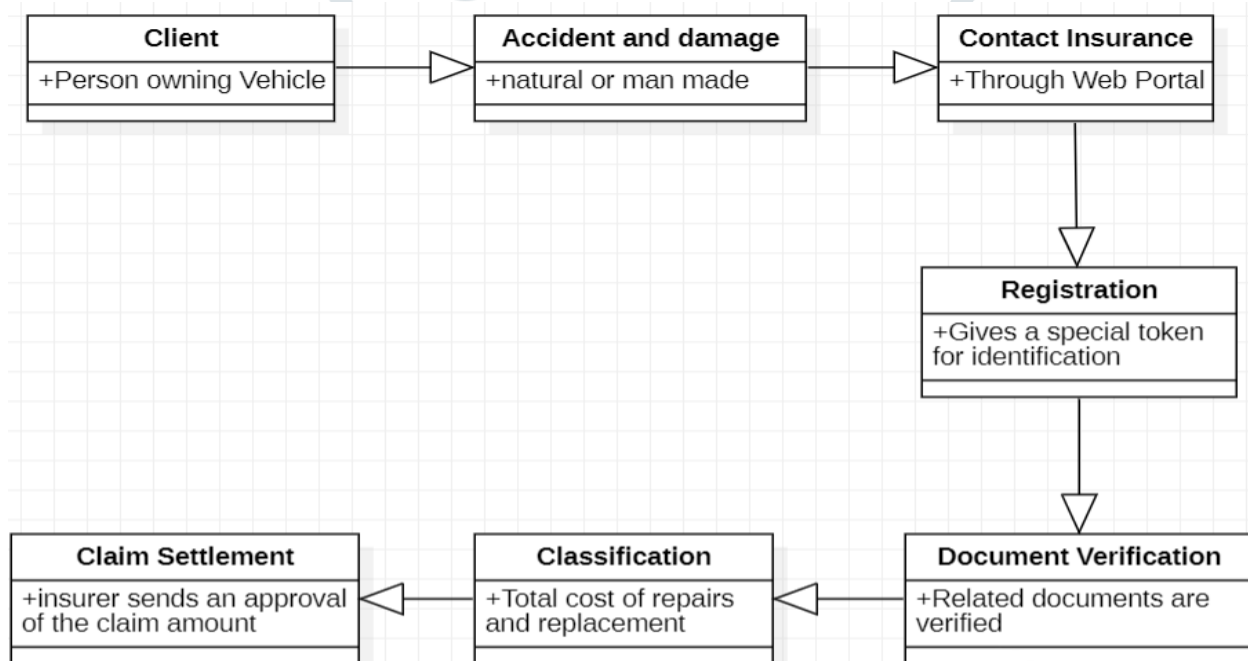 Client
+Person owning Vehicle
Accident and damage
+natural or man made
Contact Insurance
+Through Web Portal
Registration
+Gives a special token
for identification
Document Verification
+Related documents are
verified
Classification
+Total cost of repairs
and replacement
Claim Settlement
+insurer sends an approval
of the claim amount